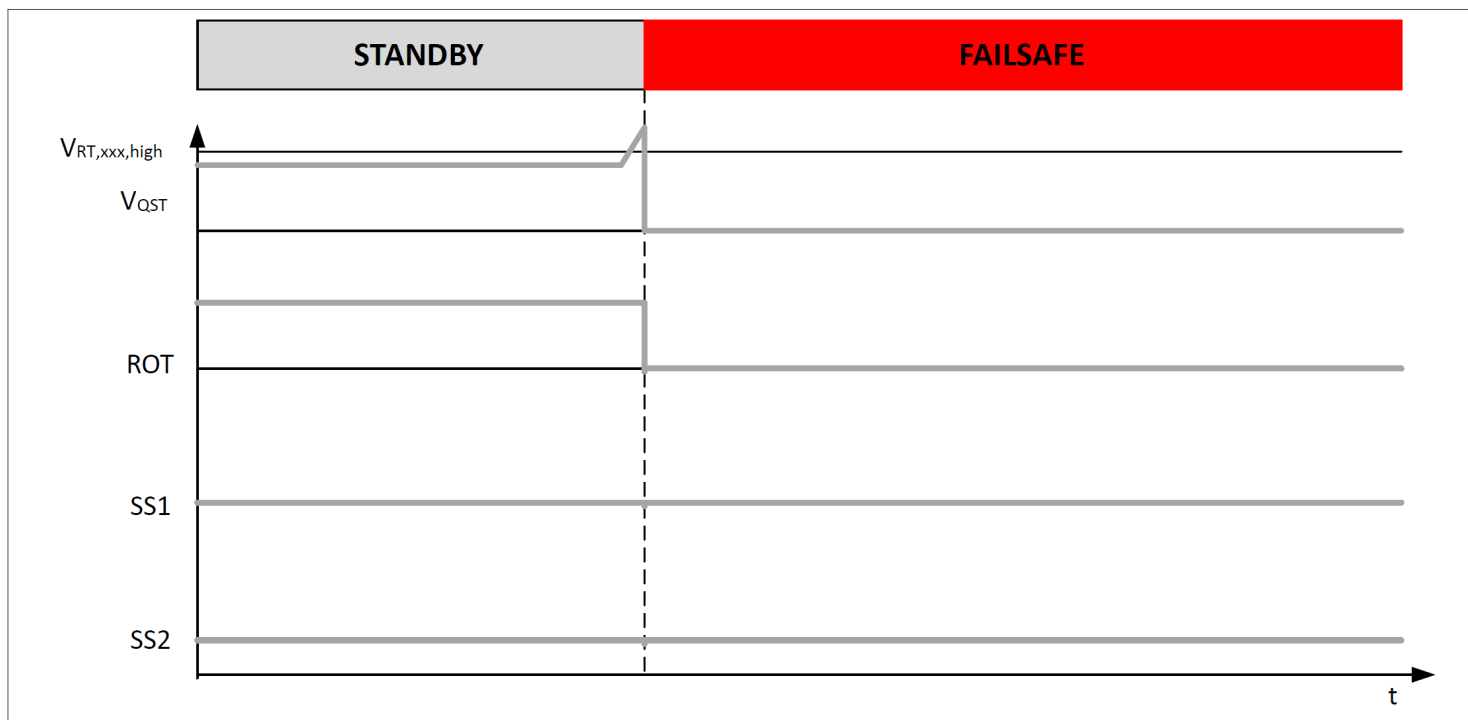 STANDBY FAILSAFE
VRT,xxx,high
VQST
ROT
SS1
SS2
t